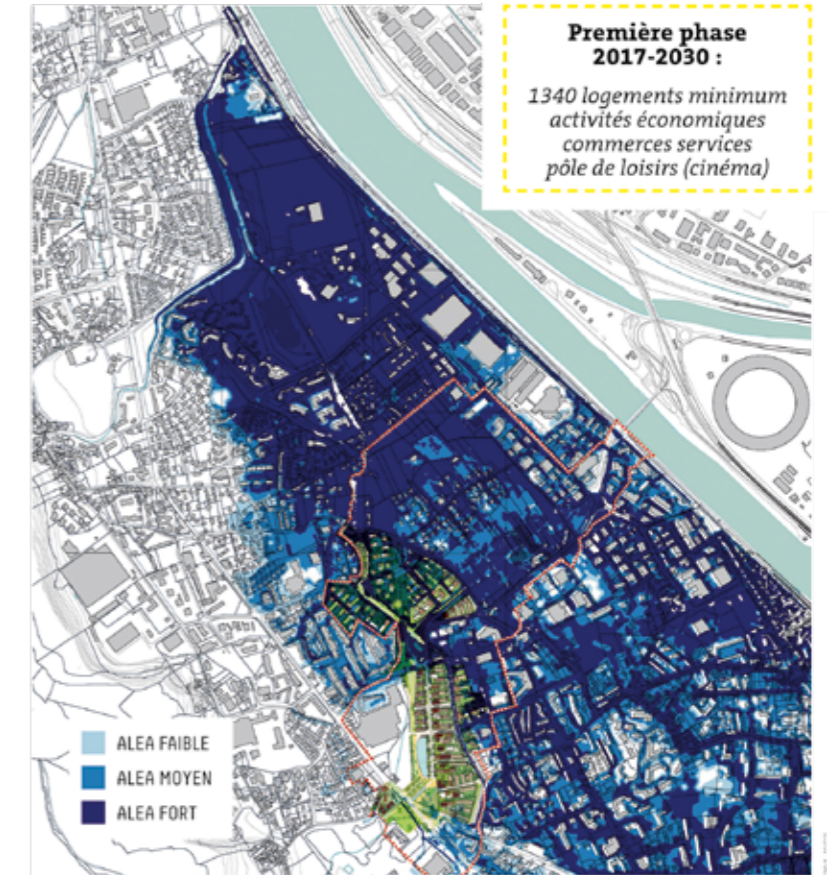 Première phase
2017-2030 :
1340 logements minimum
activités économiques
commerces services
pôle de loisirs (cinéma)
ALEA FAIBLE
ALEA MOYEN
ALEA FORT